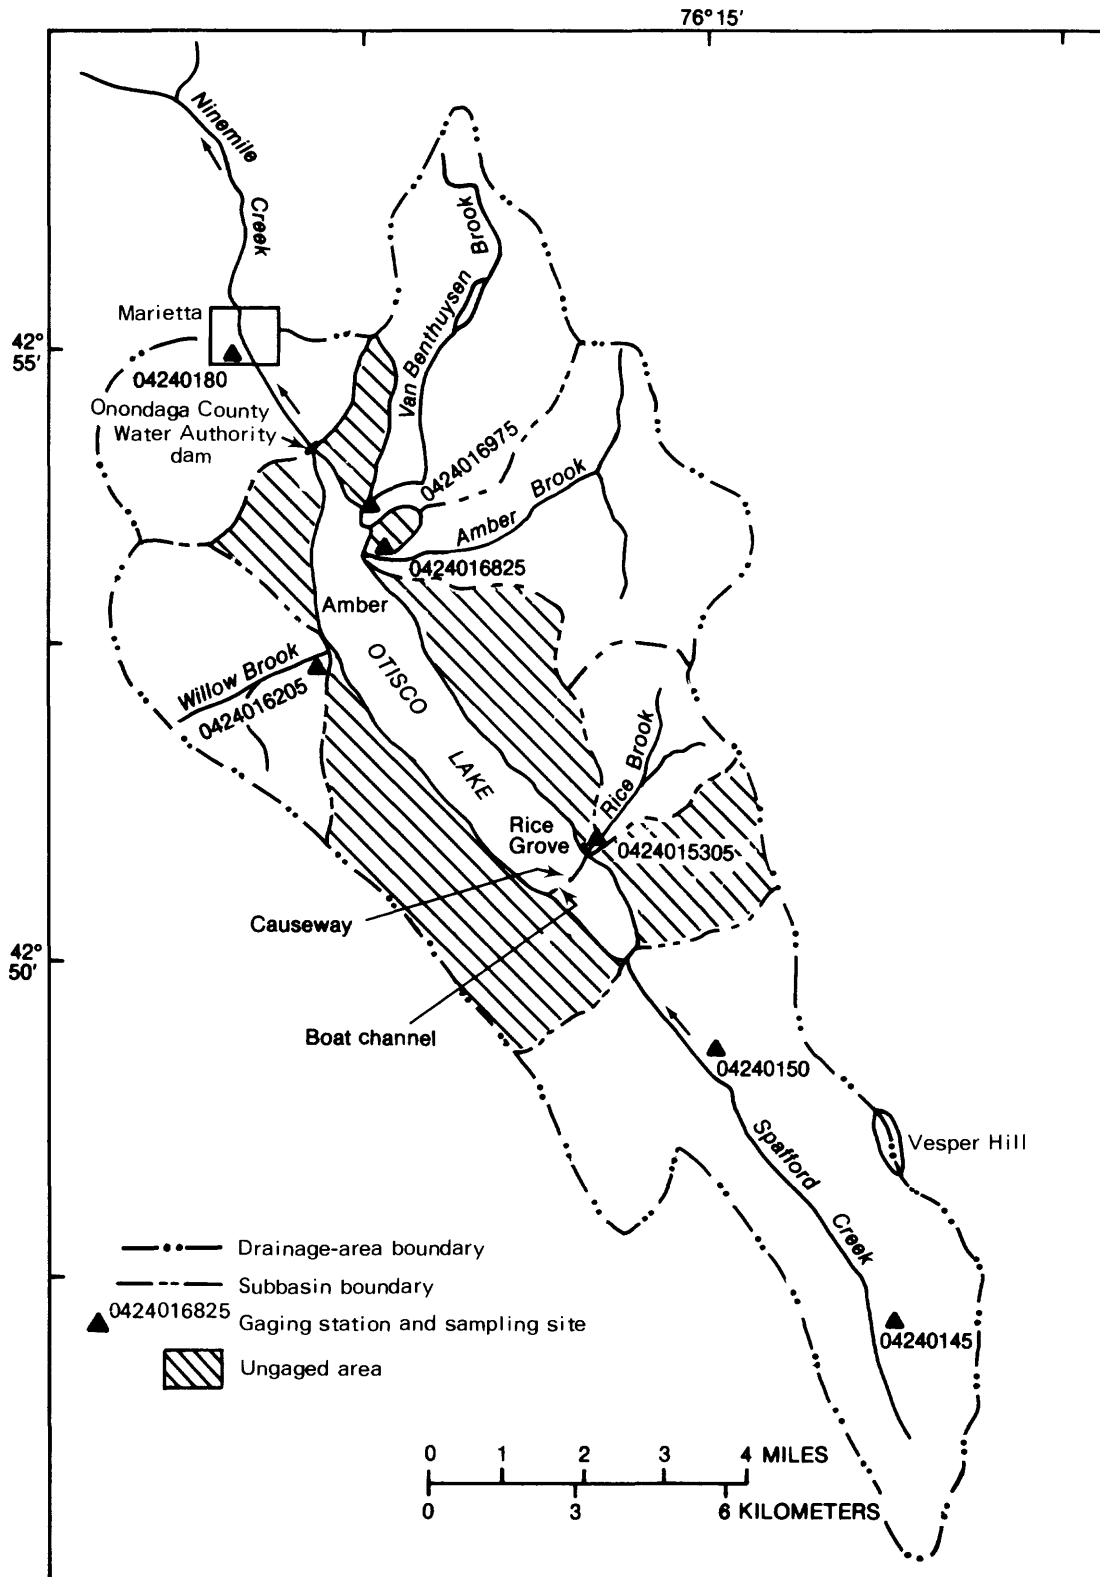 76° 15′
Ninemile
Creek
Brook
Van Benthuysen
Marietta
42°
55′
04240180
Onondaga County
Water Authority
dam
0424016975
Amber Brook
0424016825
Amber
OTISCO
LAKE
Willow Brook
0424016205
Rice Brook
Rice
Grove
0424015305
Causeway
42°
50′
Boat channel
04240150
Spafford
Creek
Vesper Hill
04240145
Drainage-area boundary
Subbasin boundary
0424016825 Gaging station and sampling site
Ungaged area
0 1 2 3 4 MILES
0 3 6 KILOMETERS